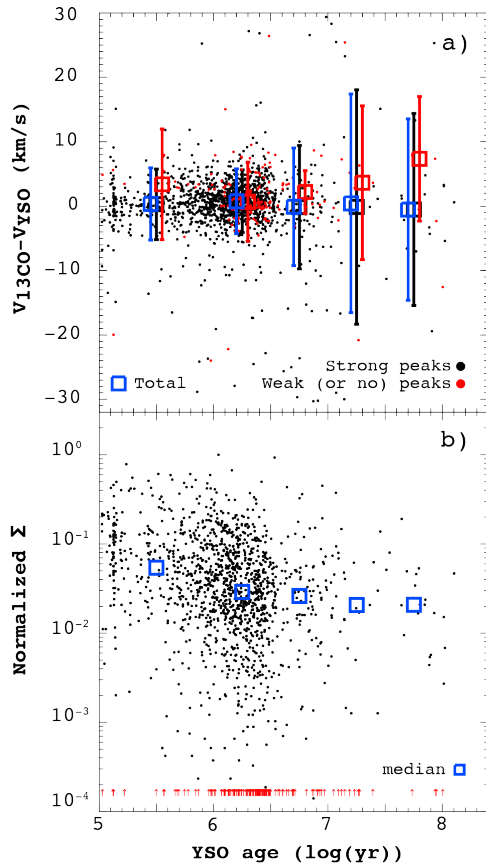 30
a)
20
10
0
-10
-20
-30
V13CO-VYSO (km/s)
Total
Strong peaks
Weak (or no) peaks
b)
10^0
10^-1
10^-2
10^-3
10^-4
Normalized Σ
median
5 6 7 8
YSO age (log(yr))